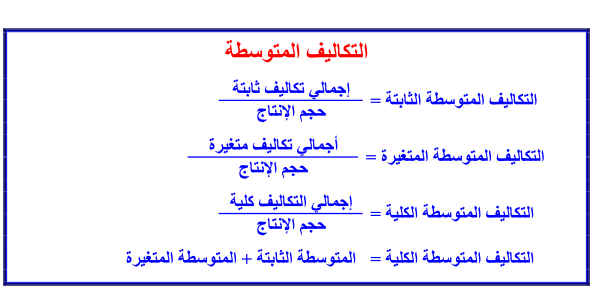 التكاليف المتوسطة
التكاليف المتوسطة الثابتة = إجمالي تكاليف ثابتة
حجم الإنتاج
التكاليف المتوسطة المتغيرة = أجمالي تكاليف متغيرة
حجم الإنتاج
التكاليف المتوسطة الكلية = إجمالي التكاليف كلية
حجم الإنتاج
التكاليف المتوسطة الكلية = المتوسطة الثابتة + المتوسطة المتغيرة